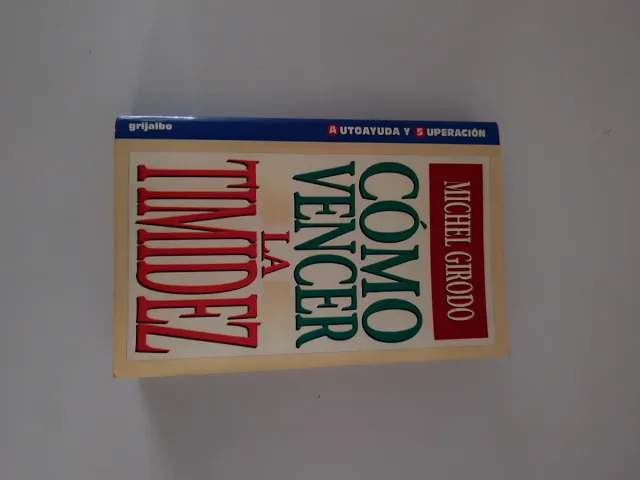 MICHEL GIRODO
CÓMO
VENCER
LA
TIMIDEZ
grijalbo
AUTOAYUDA Y SUPERACIÓN